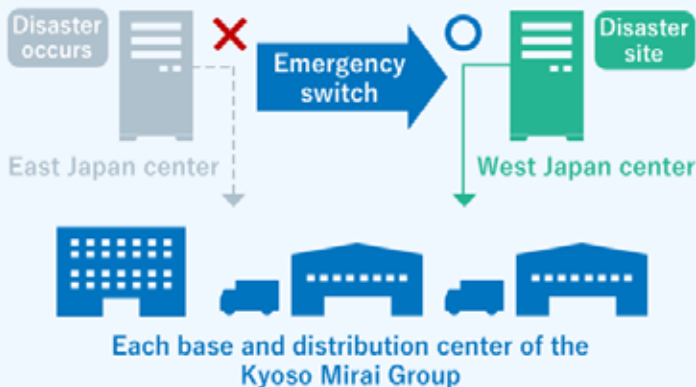 Disaster
occurs
Emergency
switch
Disaster
site
East Japan center
West Japan center
Each base and distribution center of the
Kyoso Mirai Group